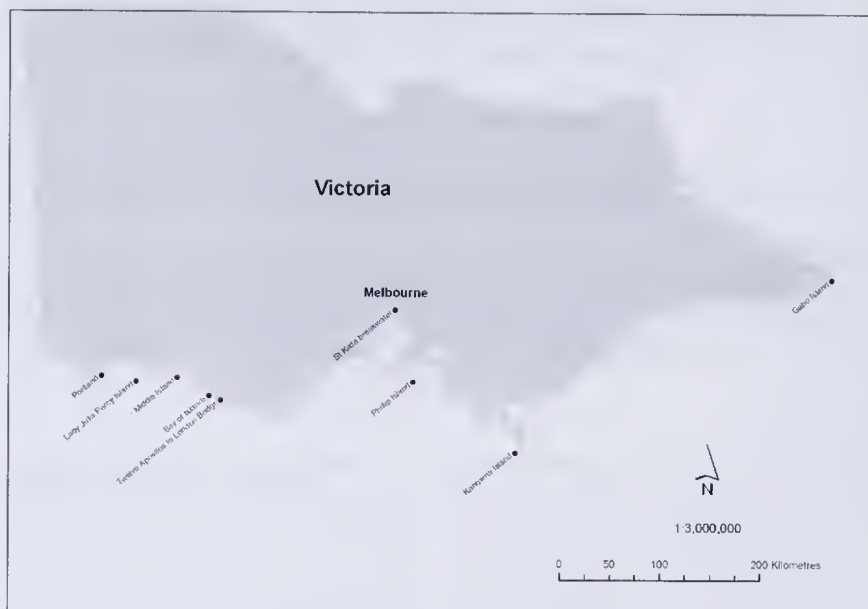 Victoria
Melbourne
St Kilda breakwater
Gabo Island
Portland
Lady Julia Percy Island
Middle Island
Bay of Islands
Twelve Apostles to London Bridge
Phillip Island
Kanowna Island
N
1:3,000,000
0 50 100 200 Kilometres